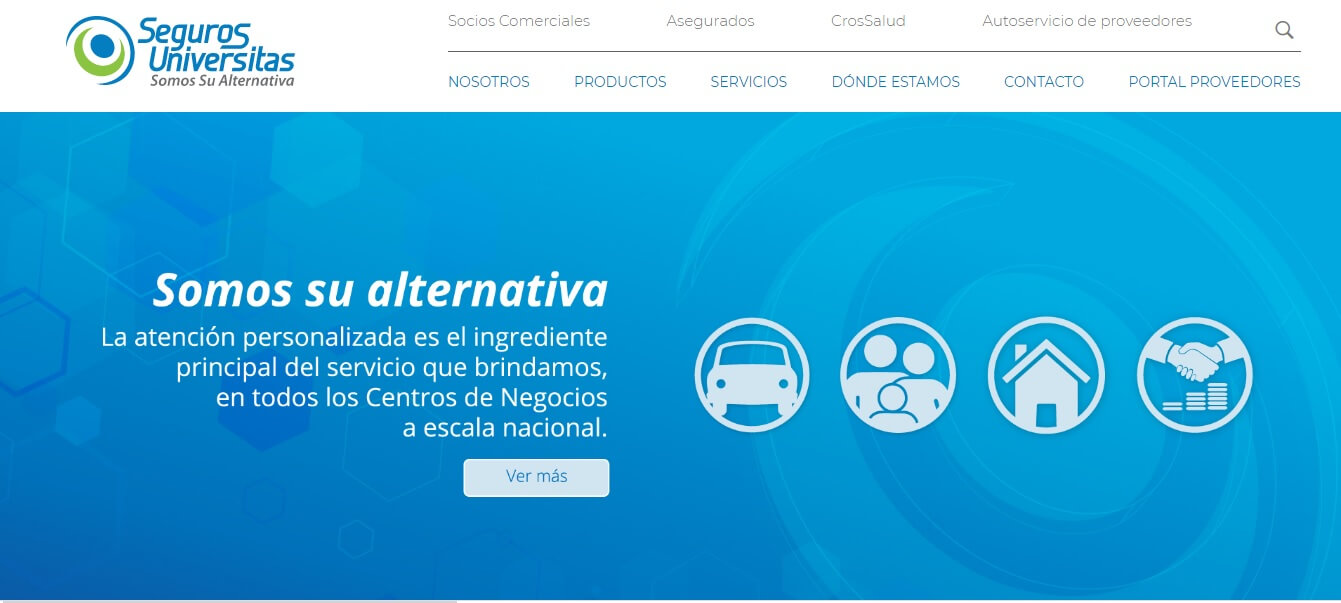 Seguros
Universitas
Somos Su Alternativa
Socios Comerciales Asegurados CrosSalud Autoservicio de proveedores
NOSOTROS PRODUCTOS SERVICIOS DÓNDE ESTAMOS CONTACTO PORTAL PROVEEDORES
Somos su alternativa
La atención personalizada es el ingrediente
principal del servicio que brindamos,
en todos los Centros de Negocios
a escala nacional.
Ver más